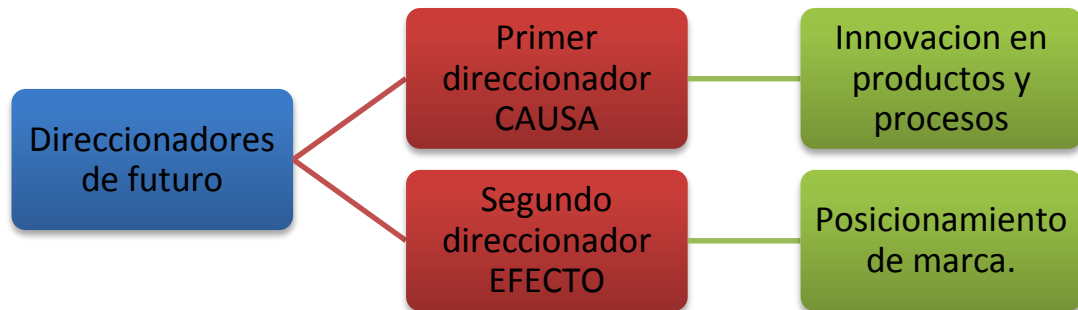 Direccionadores
de futuro
Primer
direccionador
CAUSA
Innovacion en
productos y
procesos
Segundo
direccionador
EFECTO
Posicionamiento
de marca.